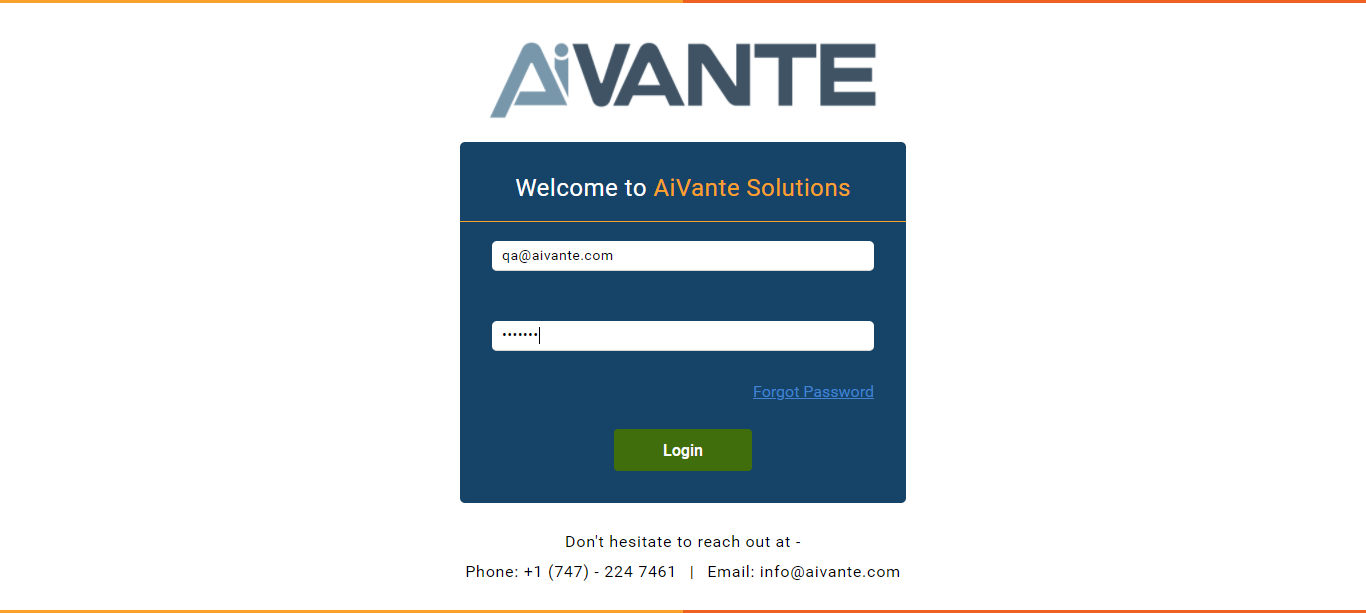 AiVANTE
Welcome to AiVante Solutions
qa@aivante.com
•••••••
Forgot Password
Login
Don't hesitate to reach out at -
Phone: +1 (747) - 224 7461 | Email: info@aivante.com